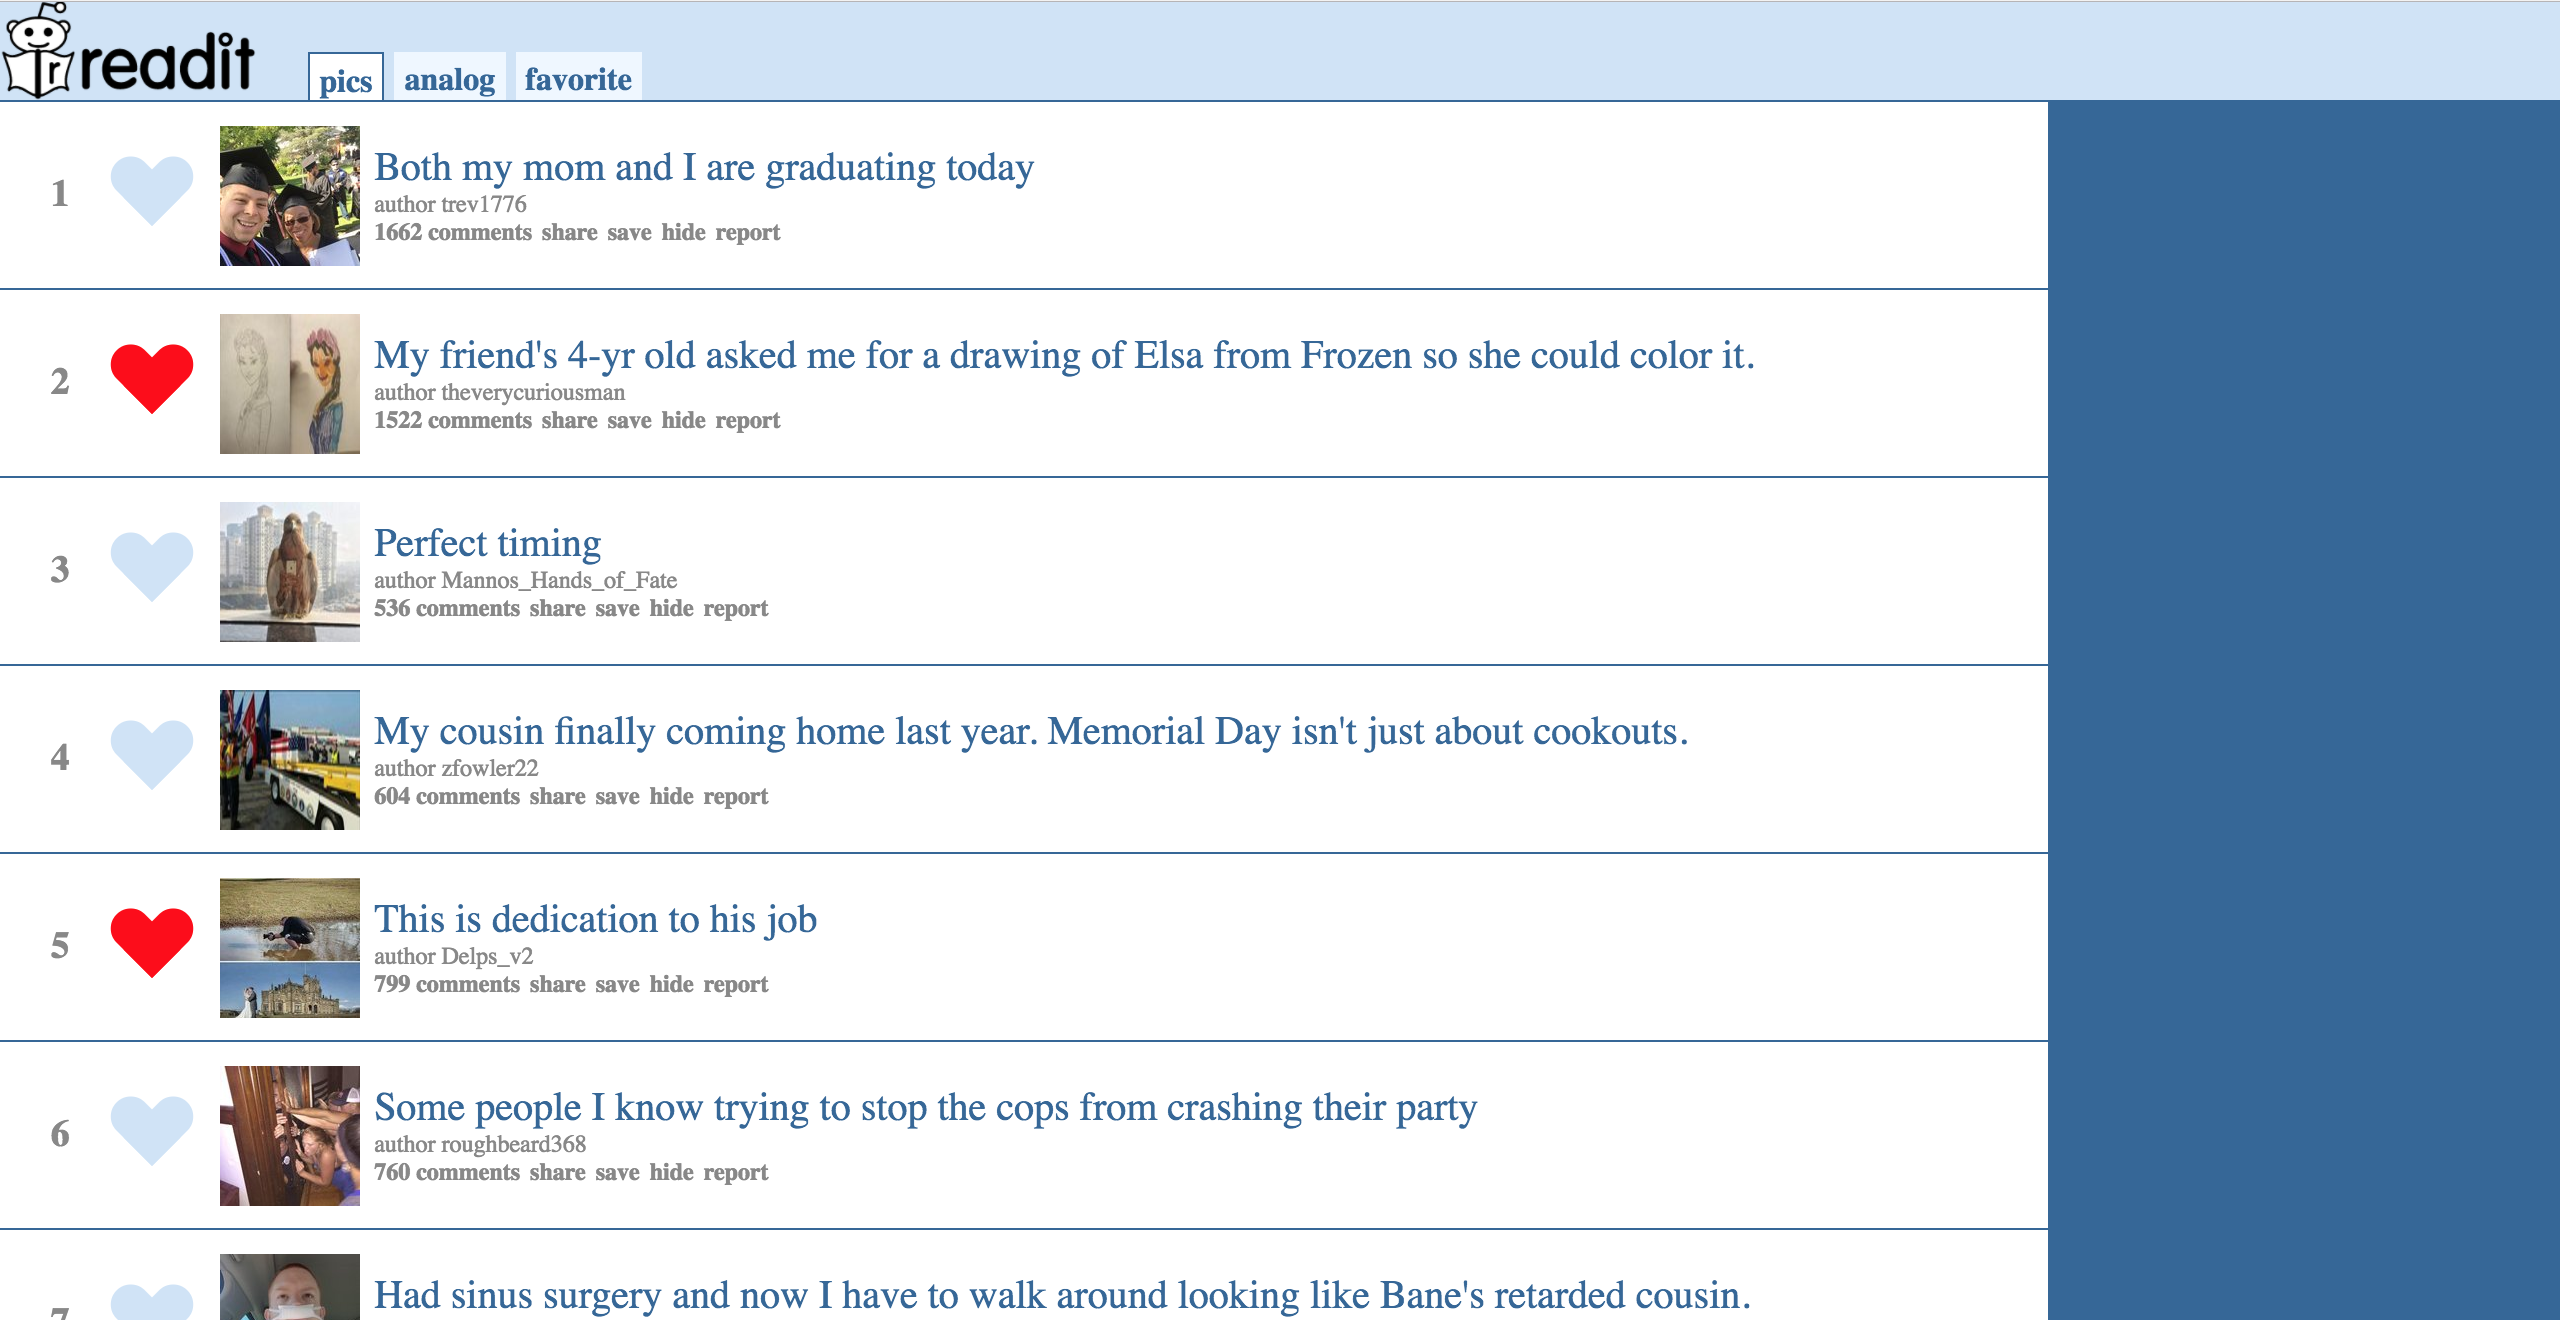 readit
pics analog favorite
1
Both my mom and I are graduating today
author trev1776
1662 comments share save hide report
2
My friend's 4-yr old asked me for a drawing of Elsa from Frozen so she could color it.
author theverycuriousman
1522 comments share save hide report
3
Perfect timing
author Mannos_Hands_of_Fate
536 comments share save hide report
4
My cousin finally coming home last year. Memorial Day isn't just about cookouts.
author zfowler22
604 comments share save hide report
5
This is dedication to his job
author Delps_v2
799 comments share save hide report
6
Some people I know trying to stop the cops from crashing their party
author roughbeard368
760 comments share save hide report
7
Had sinus surgery and now I have to walk around looking like Bane's retarded cousin.